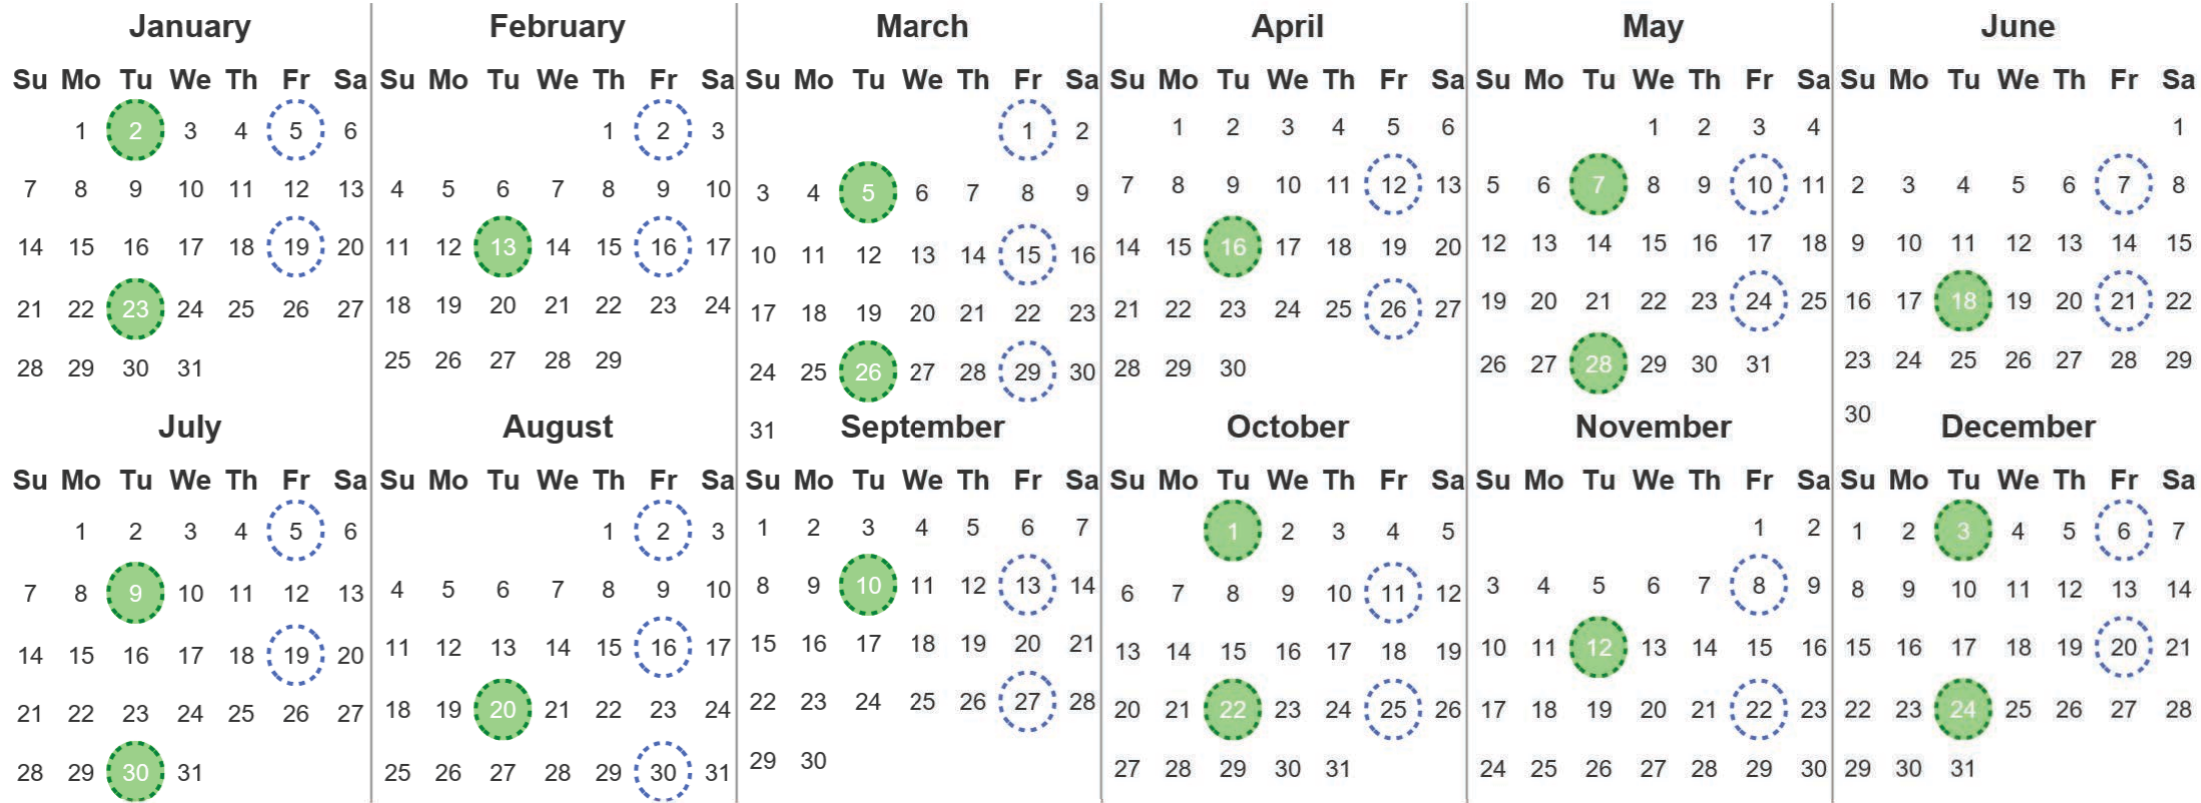 January February March April May June
Su Mo Tu We Th Fr Sa Su Mo Tu We Th Fr Sa Su Mo Tu We Th Fr Sa Su Mo Tu We Th Fr Sa Su Mo Tu We Th Fr Sa Su Mo Tu We Th Fr Sa
1 2 3 4 5 6 1 2 3 1 2 1 2 3 4 5 6 1 2 3 4 1
7 8 9 10 11 12 13 4 5 6 7 8 9 10 3 4 5 6 7 8 9 7 8 9 10 11 12 13 5 6 7 8 9 10 11 2 3 4 5 6 7 8
14 15 16 17 18 19 20 11 12 13 14 15 16 17 10 11 12 13 14 15 16 14 15 16 17 18 19 20 12 13 14 15 16 17 18 9 10 11 12 13 14 15
21 22 23 24 25 26 27 18 19 20 21 22 23 24 17 18 19 20 21 22 23 21 22 23 24 25 26 27 19 20 21 22 23 24 25 16 17 18 19 20 21 22
28 29 30 31 25 26 27 28 29 24 25 26 27 28 29 30 28 29 30 26 27 28 29 30 31 23 24 25 26 27 28 29
31 30
July August September October November December
Su Mo Tu We Th Fr Sa Su Mo Tu We Th Fr Sa Su Mo Tu We Th Fr Sa Su Mo Tu We Th Fr Sa Su Mo Tu We Th Fr Sa Su Mo Tu We Th Fr Sa
1 2 3 4 5 6 1 2 3 1 2 3 4 5 6 7 1 2 3 4 5 1 2 1 2 3 4 5 6 7
7 8 9 10 11 12 13 4 5 6 7 8 9 10 8 9 10 11 12 13 14 6 7 8 9 10 11 12 3 4 5 6 7 8 9 8 9 10 11 12 13 14
14 15 16 17 18 19 20 11 12 13 14 15 16 17 15 16 17 18 19 20 21 13 14 15 16 17 18 19 10 11 12 13 14 15 16 15 16 17 18 19 20 21
21 22 23 24 25 26 27 18 19 20 21 22 23 24 22 23 24 25 26 27 28 20 21 22 23 24 25 26 17 18 19 20 21 22 23 22 23 24 25 26 27 28
28 29 30 31 25 26 27 28 29 30 31 29 30 27 28 29 30 31 24 25 26 27 28 29 30 29 30 31